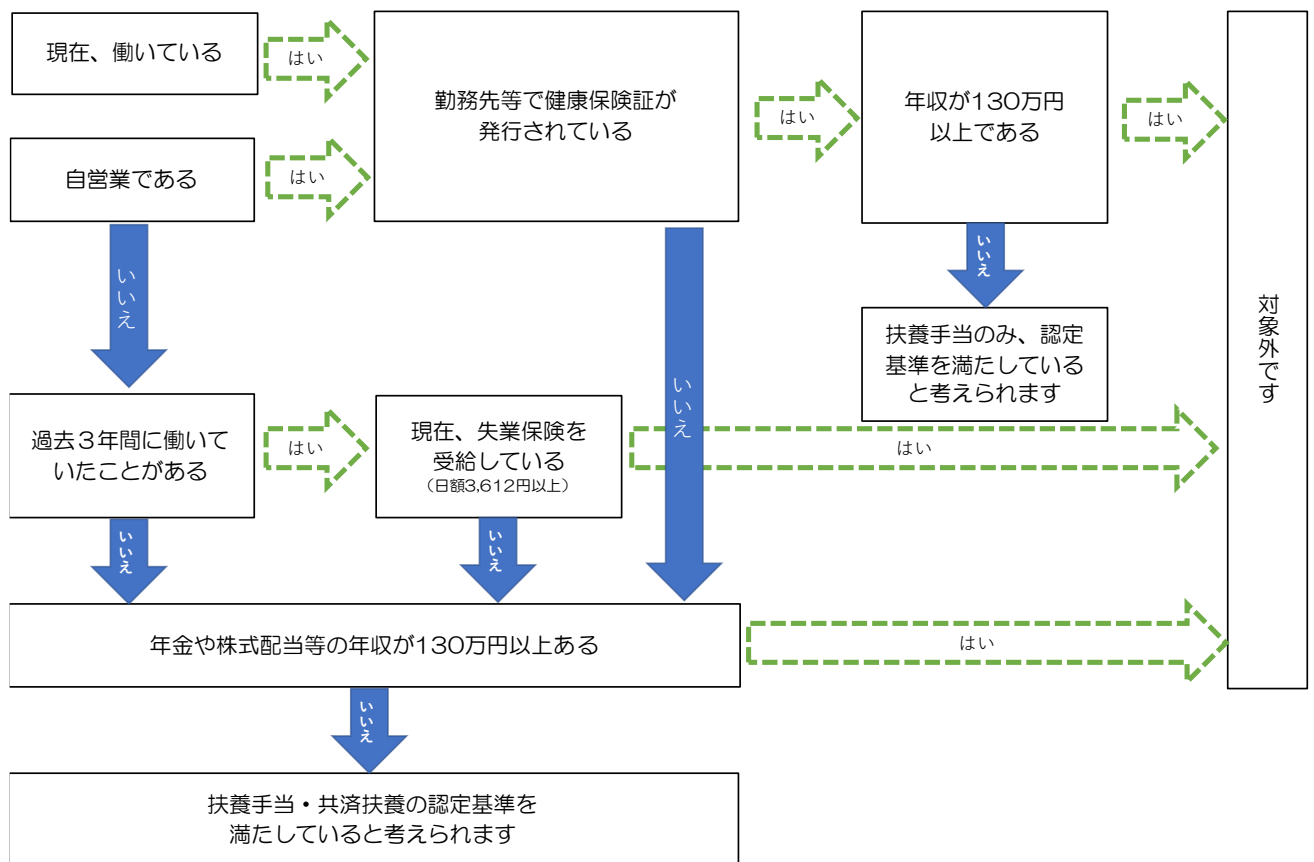 現在、働いている
はい
勤務先等で健康保険証が
発行されている
はい
年収が130万円
以上である
はい
自営業である
はい
いいえ
いいえ
いいえ
扶養手当のみ、認定
基準を満たしている
と考えられます
対象外です
過去３年間に働いて
いたことがある
はい
現在、失業保険を
受給している
（日額3,612円以上）
はい
いいえ
いいえ
年金や株式配当等の年収が130万円以上ある
はい
いいえ
扶養手当・共済扶養の認定基準を
満たしていると考えられます